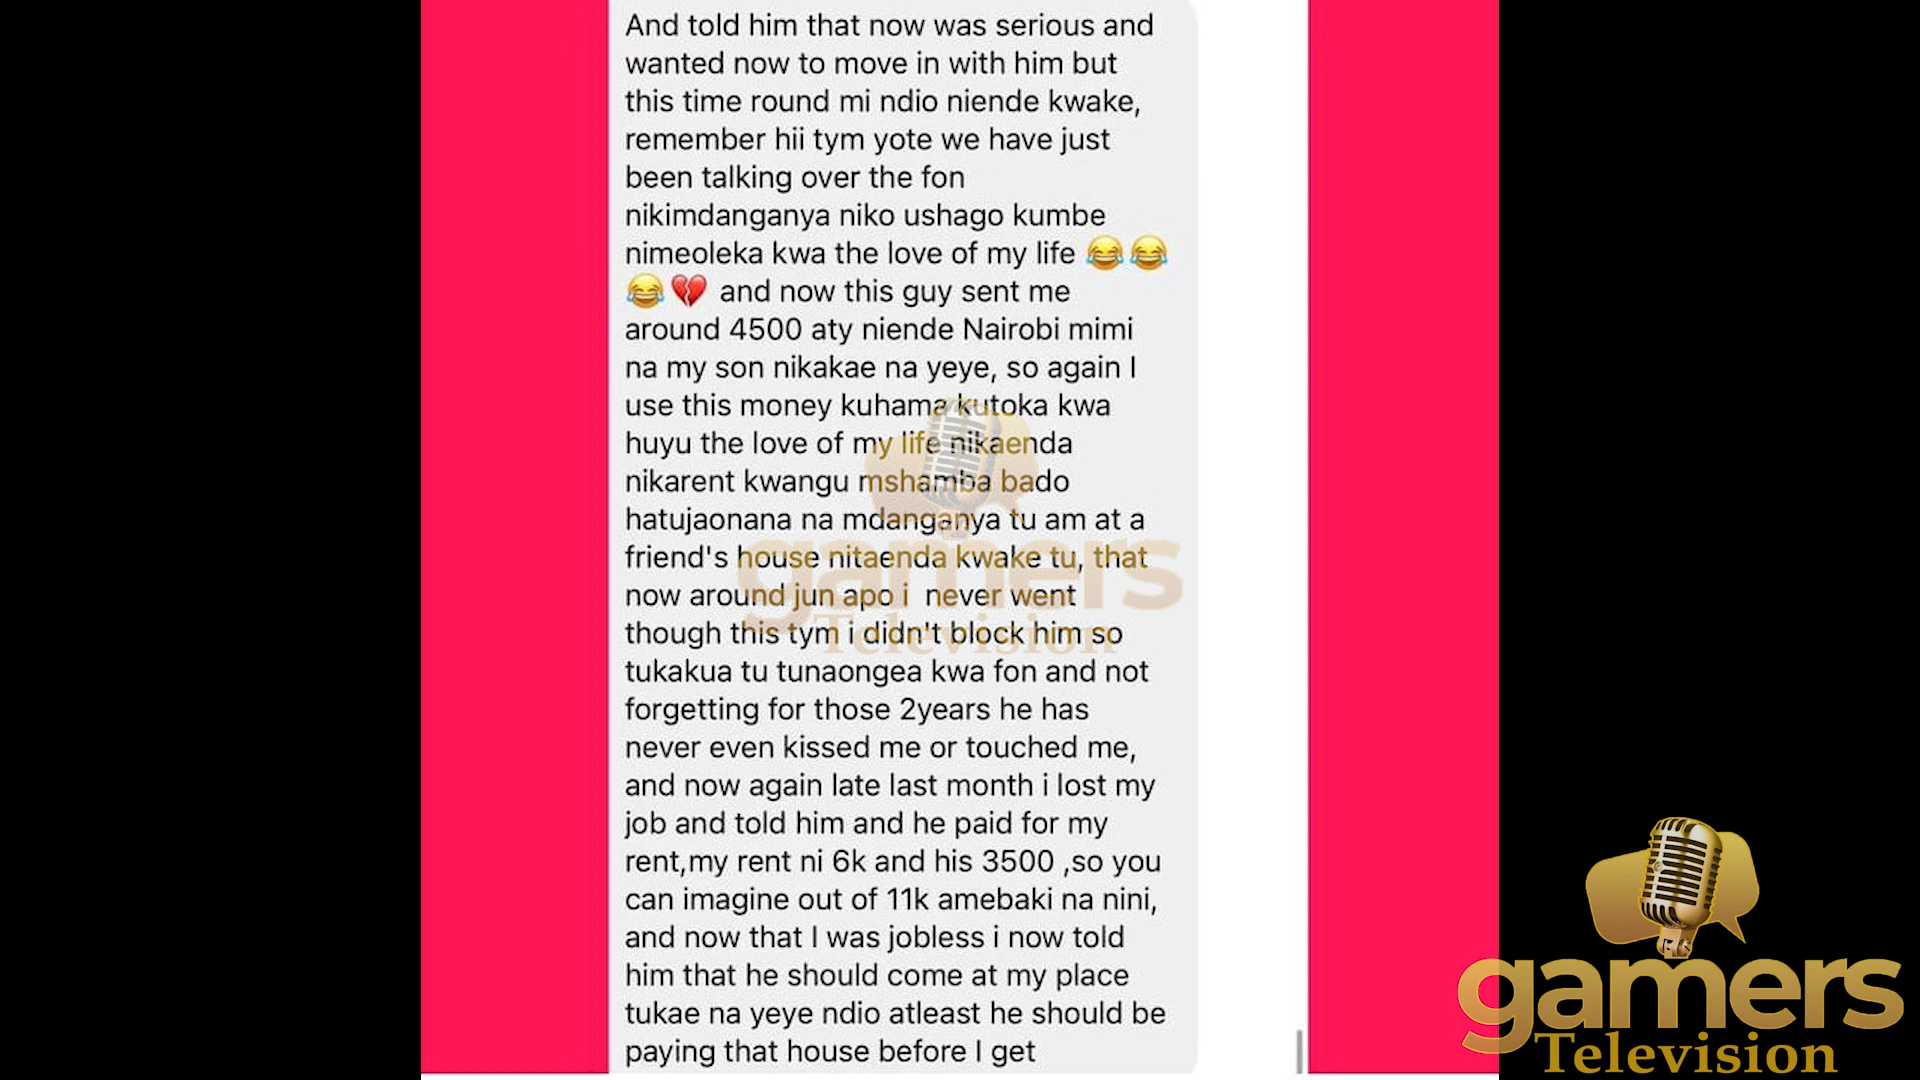 And told him that now was serious and
wanted now to move in with him but
this time round mi ndio niende kwake,
remember hii tym yote we have just
been talking over the fon
nikimdanganya niko ushago kumbe
nimeoleka kwa the love of my life 😂😂
😂💔 and now this guy sent me
around 4500 aty niende Nairobi mimi
na my son nikakae na yeye, so again I
use this money kuhama kutoka kwa
huyu the love of my life nikaenda
nikarent kwangu mshamba bado
hatujaonana na mdanganya tu am at a
friend's house nitaenda kwake tu, that
now around jun apo i  never went
though this tym i didn't block him so
tukakua tu tunaongea kwa fon and not
forgetting for those 2years he has
never even kissed me or touched me,
and now again late last month i lost my
job and told him and he paid for my
rent,my rent ni 6k and his 3500 ,so you
can imagine out of 11k amebaki na nini,
and now that I was jobless i now told
him that he should come at my place
tukae na yeye ndio atleast he should be
paying that house before I get
gamers
Television
gamers
Television